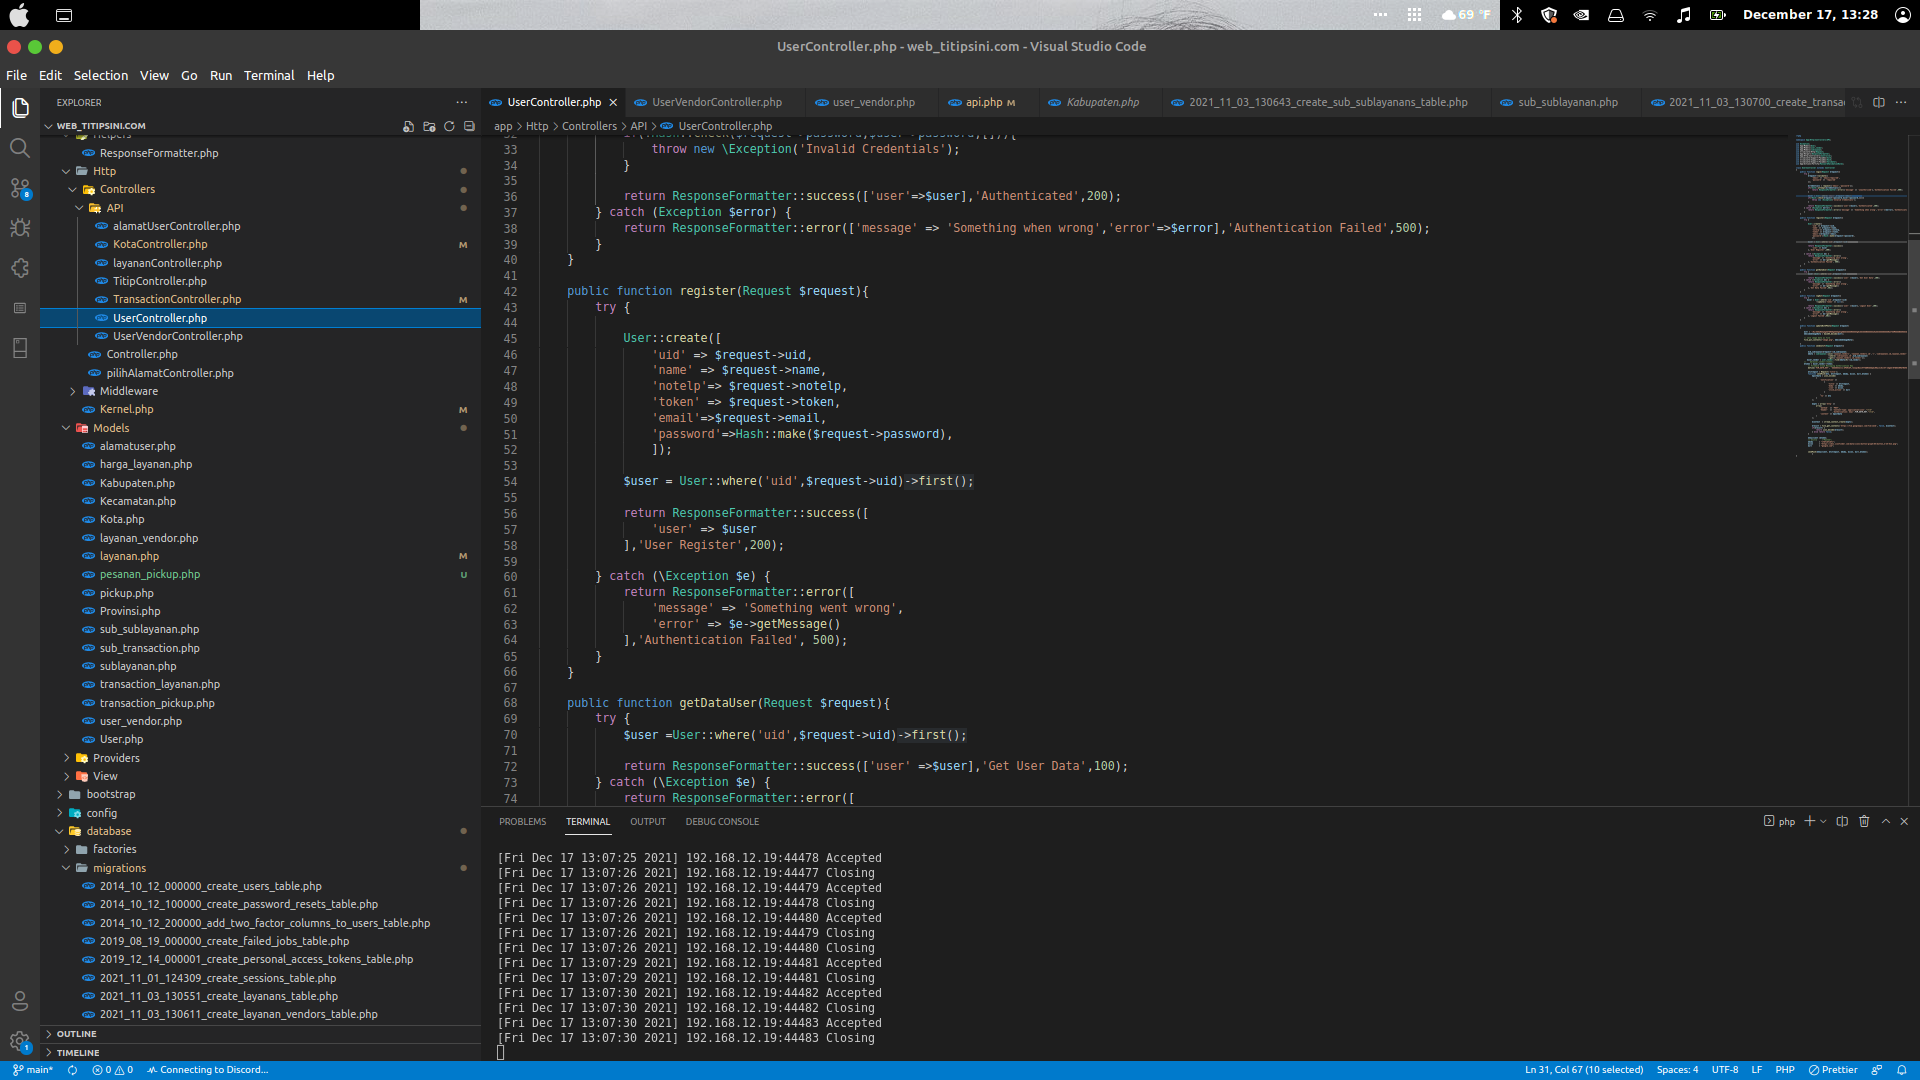 69 °F
December 17, 13:28
UserController.php - web_titipsini.com - Visual Studio Code
File Edit Selection View Go Run Terminal Help
EXPLORER
WEB_TITIPSINI.COM
Helpers
ResponseFormatter.php
Http
Controllers
API
alamatUserController.php
KotaController.php M
layananController.php
TitipController.php
TransactionController.php M
UserController.php
UserVendorController.php
Controller.php
pilihAlamatController.php
Middleware
Kernel.php M
Models
alamatuser.php
harga_layanan.php
Kabupaten.php
Kecamatan.php
Kota.php
layanan_vendor.php
layanan.php M
pesanan_pickup.php U
pickup.php
Provinsi.php
sub_sublayanan.php
sub_transaction.php
sublayanan.php
transaction_layanan.php
transaction_pickup.php
user_vendor.php
User.php
Providers
View
bootstrap
config
database
factories
migrations
2014_10_12_000000_create_users_table.php
2014_10_12_100000_create_password_resets_table.php
2014_10_12_200000_add_two_factor_columns_to_users_table.php
2019_08_19_000000_create_failed_jobs_table.php
2019_12_14_000001_create_personal_access_tokens_table.php
2021_11_01_124309_create_sessions_table.php
2021_11_03_130551_create_layanans_table.php
2021_11_03_130611_create_layanan_vendors_table.php
OUTLINE
TIMELINE
8
1
UserController.php UserVendorController.php user_vendor.php api.php M Kabupaten.php 2021_11_03_130643_create_sub_sublayanans_table.php sub_sublayanan.php 2021_11_03_130700_create_transa
app > Http > Controllers > API > UserController.php
33 throw new \Exception('Invalid Credentials');
34 }
35
36 return ResponseFormatter::success(['user'=>$user],'Authenticated',200);
37 } catch (Exception $error) {
38 return ResponseFormatter::error(['message' => 'Something when wrong','error'=>$error],'Authentication Failed',500);
39 }
40 }
41
42 public function register(Request $request){
43 try {
44
45 User::create([
46 'uid' => $request->uid,
47 'name' => $request->name,
48 'notelp'=> $request->notelp,
49 'token' => $request->token,
50 'email'=>$request->email,
51 'password'=>Hash::make($request->password),
52 ]);
53
54 $user = User::where('uid',$request->uid)->first();
55
56 return ResponseFormatter::success([
57 'user' => $user
58 ],'User Register',200);
59
60 } catch (\Exception $e) {
61 return ResponseFormatter::error([
62 'message' => 'Something went wrong',
63 'error' => $e->getMessage()
64 ],'Authentication Failed', 500);
65 }
66 }
67
68 public function getDataUser(Request $request){
69 try {
70 $user =User::where('uid',$request->uid)->first();
71
72 return ResponseFormatter::success(['user' =>$user],'Get User Data',100);
73 } catch (\Exception $e) {
74 return ResponseFormatter::error([
PROBLEMS TERMINAL OUTPUT DEBUG CONSOLE
php
[Fri Dec 17 13:07:25 2021] 192.168.12.19:44478 Accepted
[Fri Dec 17 13:07:26 2021] 192.168.12.19:44477 Closing
[Fri Dec 17 13:07:26 2021] 192.168.12.19:44479 Accepted
[Fri Dec 17 13:07:26 2021] 192.168.12.19:44478 Closing
[Fri Dec 17 13:07:26 2021] 192.168.12.19:44480 Accepted
[Fri Dec 17 13:07:26 2021] 192.168.12.19:44479 Closing
[Fri Dec 17 13:07:26 2021] 192.168.12.19:44480 Closing
[Fri Dec 17 13:07:29 2021] 192.168.12.19:44481 Accepted
[Fri Dec 17 13:07:29 2021] 192.168.12.19:44481 Closing
[Fri Dec 17 13:07:30 2021] 192.168.12.19:44482 Accepted
[Fri Dec 17 13:07:30 2021] 192.168.12.19:44482 Closing
[Fri Dec 17 13:07:30 2021] 192.168.12.19:44483 Accepted
[Fri Dec 17 13:07:30 2021] 192.168.12.19:44483 Closing
main* 0 0 Connecting to Discord...
Ln 31, Col 67 (10 selected) Spaces: 4 UTF-8 LF PHP Prettier